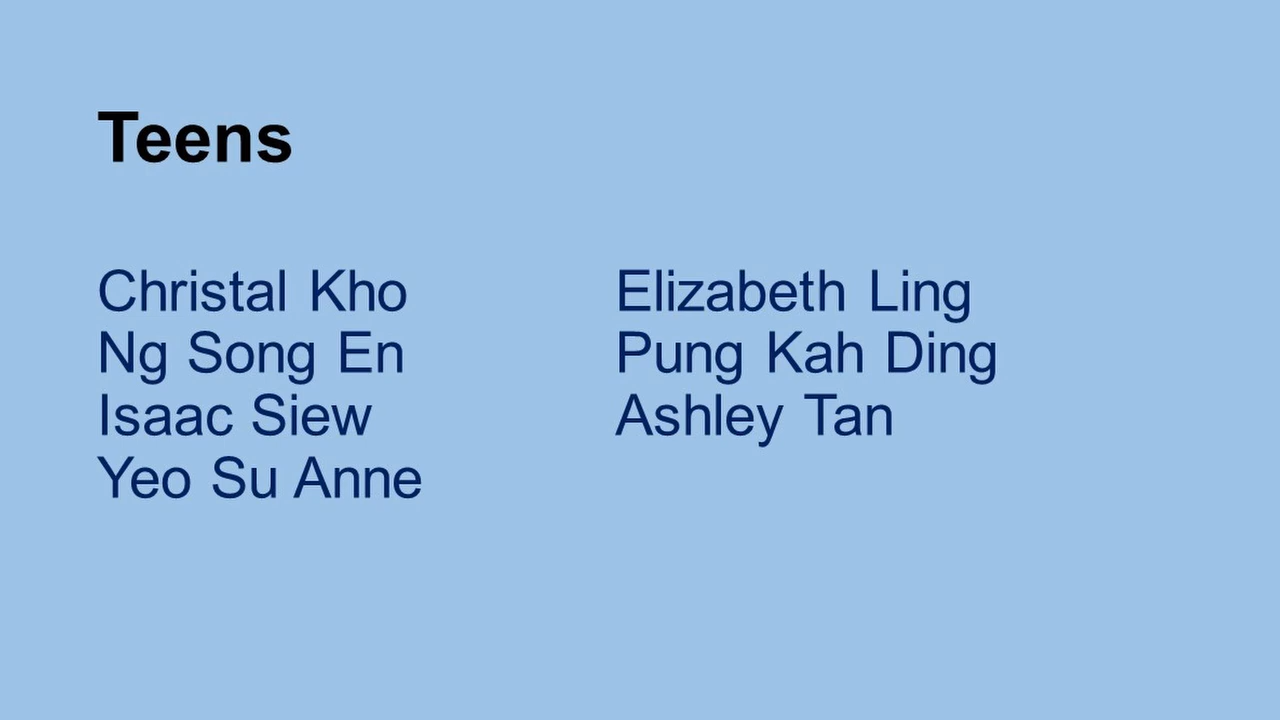 Teens
Christal Kho
Ng Song En
Isaac Siew
Yeo Su Anne
Elizabeth Ling
Pung Kah Ding
Ashley Tan